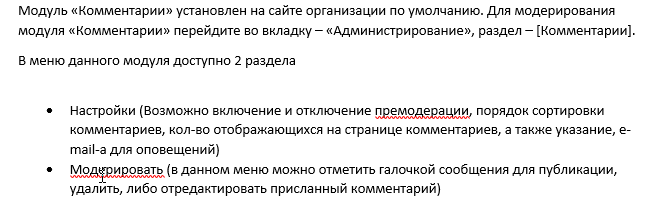 Модуль «Комментарии» установлен на сайте организации по умолчанию. Для модерирования
модуля «Комментарии» перейдите во вкладку – «Администрирование», раздел – [Комментарии].
В меню данного модуля доступно 2 раздела
• Настройки (Возможно включение и отключение премодерации, порядок сортировки
комментариев, кол-во отображающихся на странице комментариев, а также указание, e-
mail-а для оповещений)
• Модерировать (в данном меню можно отметить галочкой сообщения для публикации,
удалить, либо отредактировать присланный комментарий)